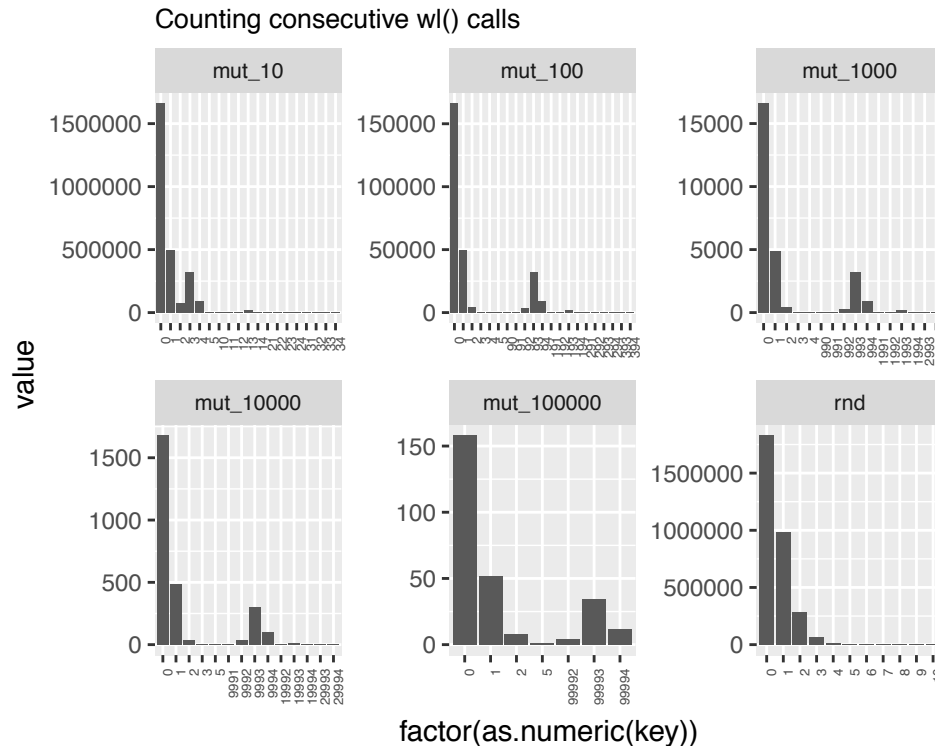 Counting consecutive wl() calls
mut_10 mut_100 mut_1000
1500000 150000 15000
1000000 100000 10000
500000 50000 5000
0 0 0
0 1 2 3 4 5 10 11 12 13 14 21 22 23 24 31 32 33 34
0 1 2 3 4 5 90 91 92 93 94 191 192 193 194 291 292 293 294 393 394
0 1 2 3 4 990 991 992 993 994 1991 1992 1993 1994 2993
value
mut_10000 mut_100000 rnd
1500 150 1500000
1000 100 1000000
500 50 500000
0 0 0
0 1 2 3 5 9991 9992 9993 9994 19992 19993 19994 29993 29994
0 1 2 5 99992 99993 99994
0 1 2 3 4 5 6 7 8 9
factor(as.numeric(key))